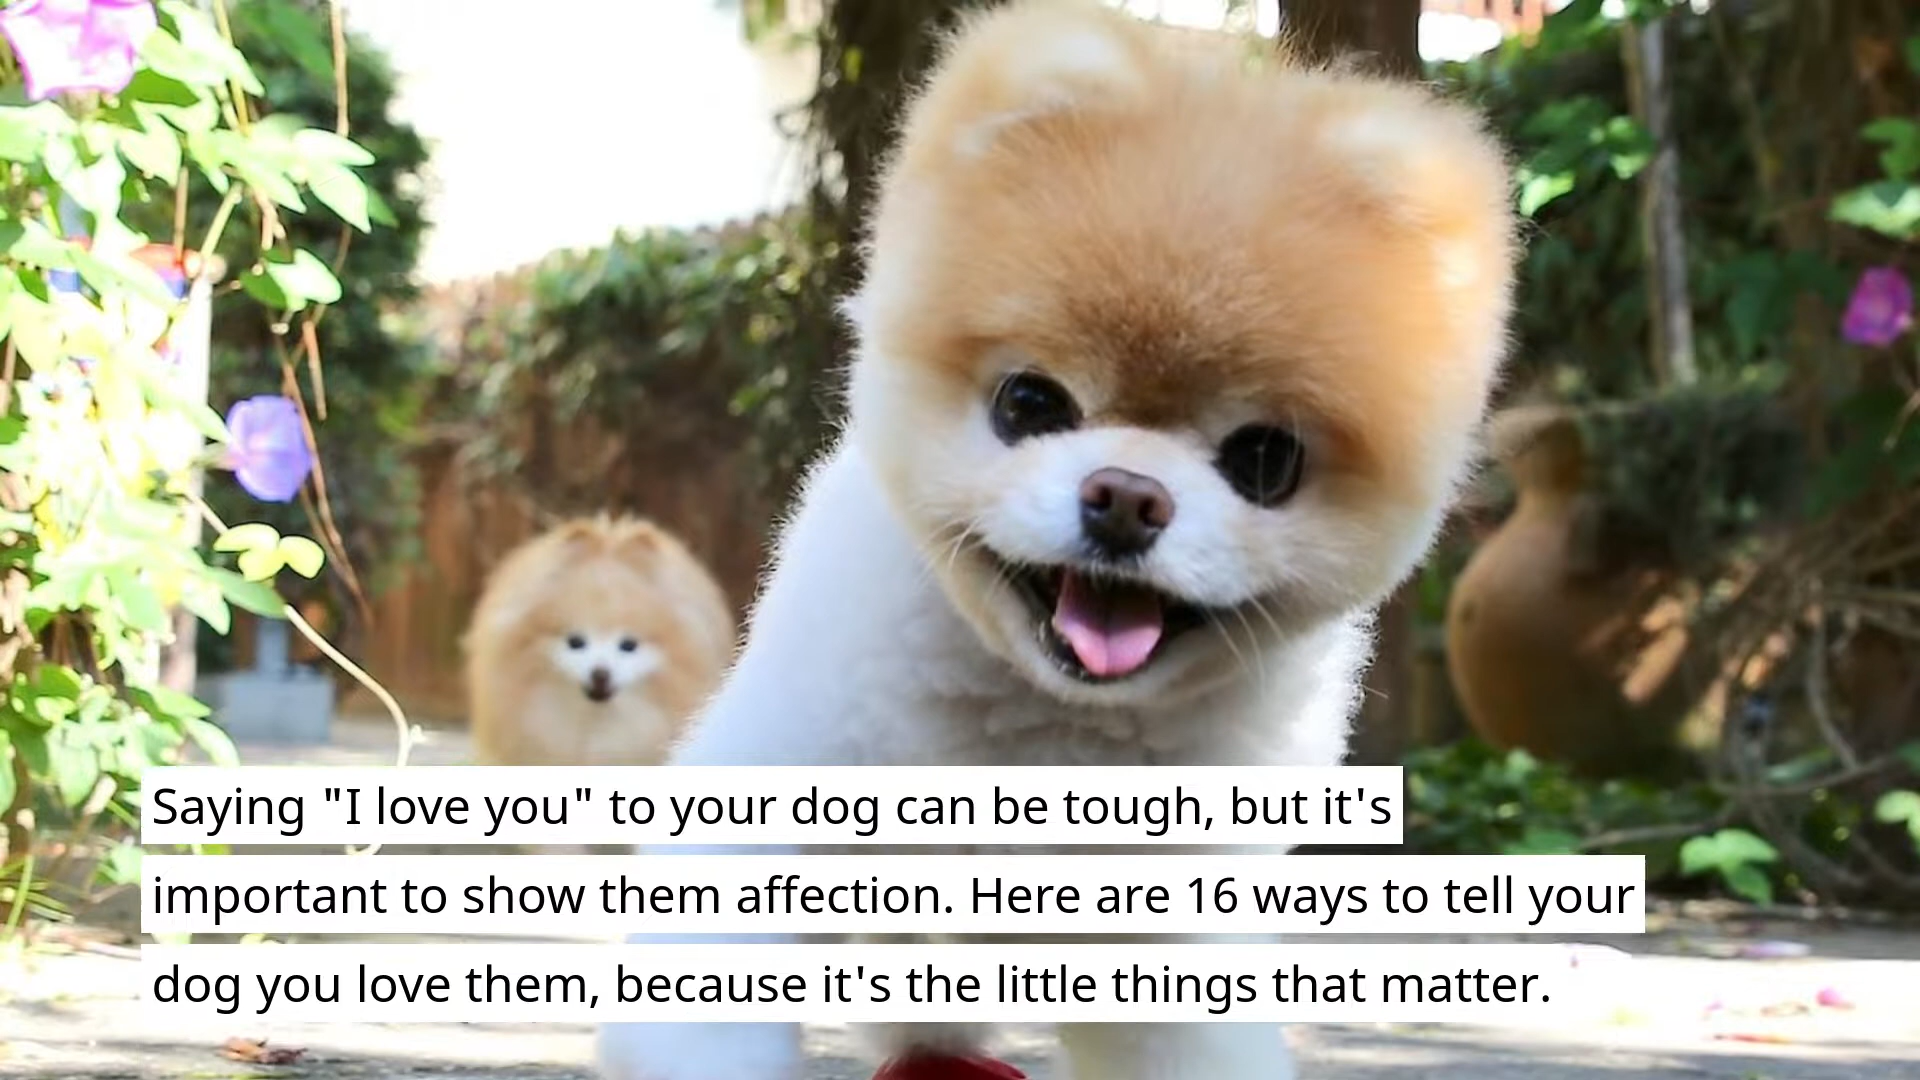 Saying "I love you" to your dog can be tough, but it's
important to show them affection. Here are 16 ways to tell your
dog you love them, because it's the little things that matter.